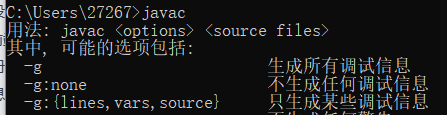 C:\Users\27267>javac
用法: javac <options> <source files>
其中, 可能的选项包括:
-g 生成所有调试信息
-g:none 不生成任何调试信息
-g:{lines,vars,source} 只生成某些调试信息